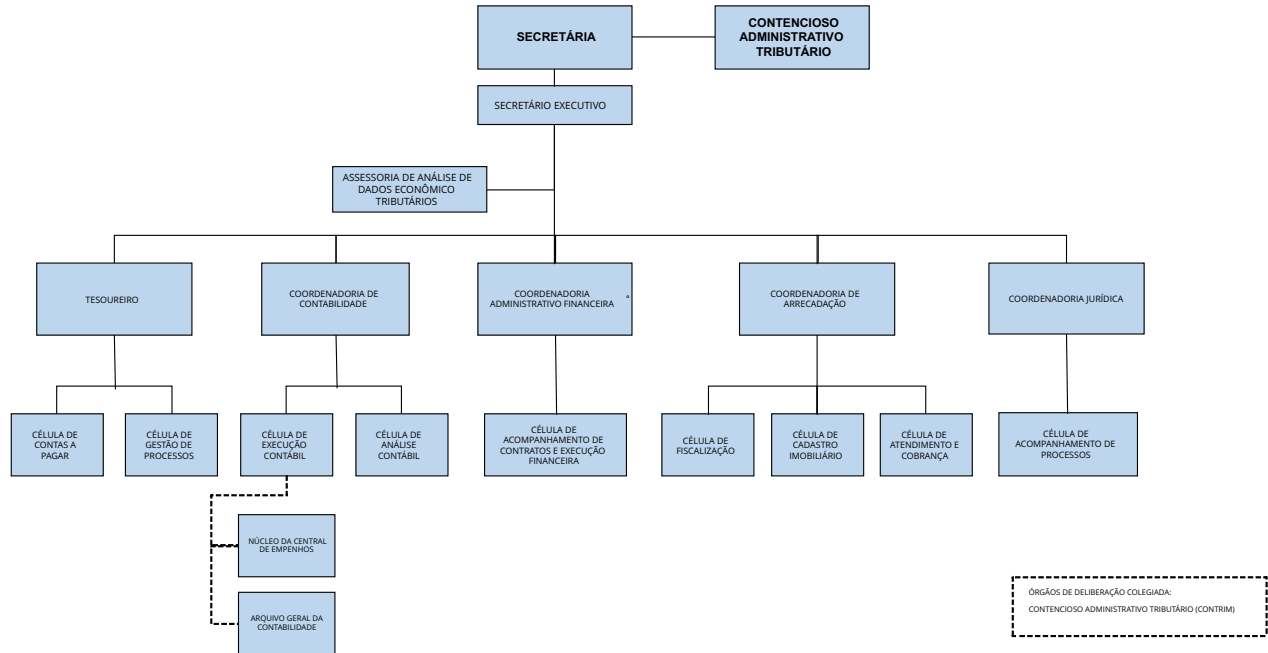 SECRETÁRIA
CONTENCIOSO
ADMINISTRATIVO
TRIBUTÁRIO
SECRETÁRIO EXECUTIVO
ASSESSORIA DE ANÁLISE DE
DADOS ECONÔMICO
TRIBUTÁRIOS
TESOUREIRO
COORDENADORIA DE
CONTABILIDADE
COORDENADORIA
ADMINISTRATIVO FINANCEIRA
COORDENADORIA DE
ARRECADAÇÃO
COORDENADORIA JURÍDICA
CÉLULA DE
CONTAS A
PAGAR
CÉLULA DE
GESTÃO DE
PROCESSOS
CÉLULA DE
EXECUÇÃO
CONTÁBIL
CÉLULA DE
ANÁLISE
CONTÁBIL
CÉLULA DE
ACOMPANHAMENTO DE
CONTRATOS E EXECUÇÃO
FINANCEIRA
CÉLULA DE
FISCALIZAÇÃO
CÉLULA DE
CADASTRO
IMOBILIÁRIO
CÉLULA DE
ATENDIMENTO E
COBRANÇA
CÉLULA DE
ACOMPANHAMENTO DE
PROCESSOS
NÚCLEO DA CENTRAL
DE EMPENHOS
ARQUIVO GERAL DA
CONTABILIDADE
ÓRGÃOS DE DELIBERAÇÃO COLEGIADA:
CONTENCIOSO ADMINISTRATIVO TRIBUTÁRIO (CONTRIM)